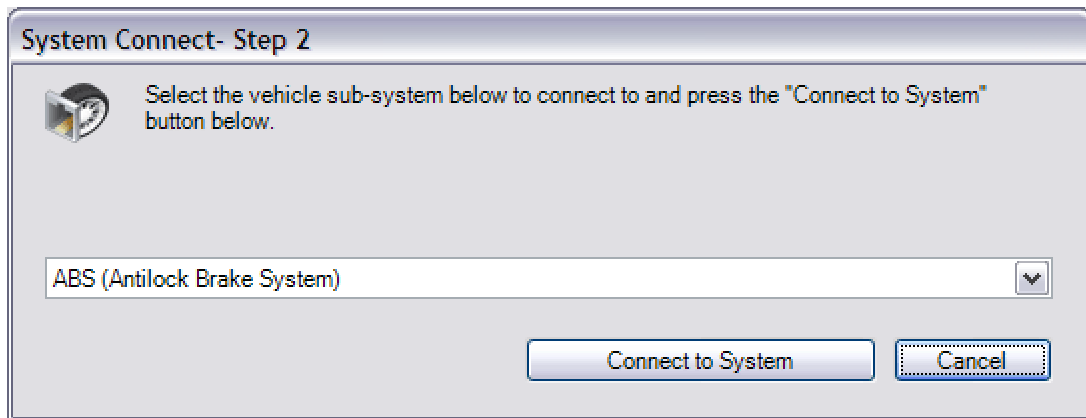 System Connect- Step 2
Select the vehicle sub-system below to connect to and press the "Connect to System"
button below.
ABS (Antilock Brake System)
Connect to System
Cancel